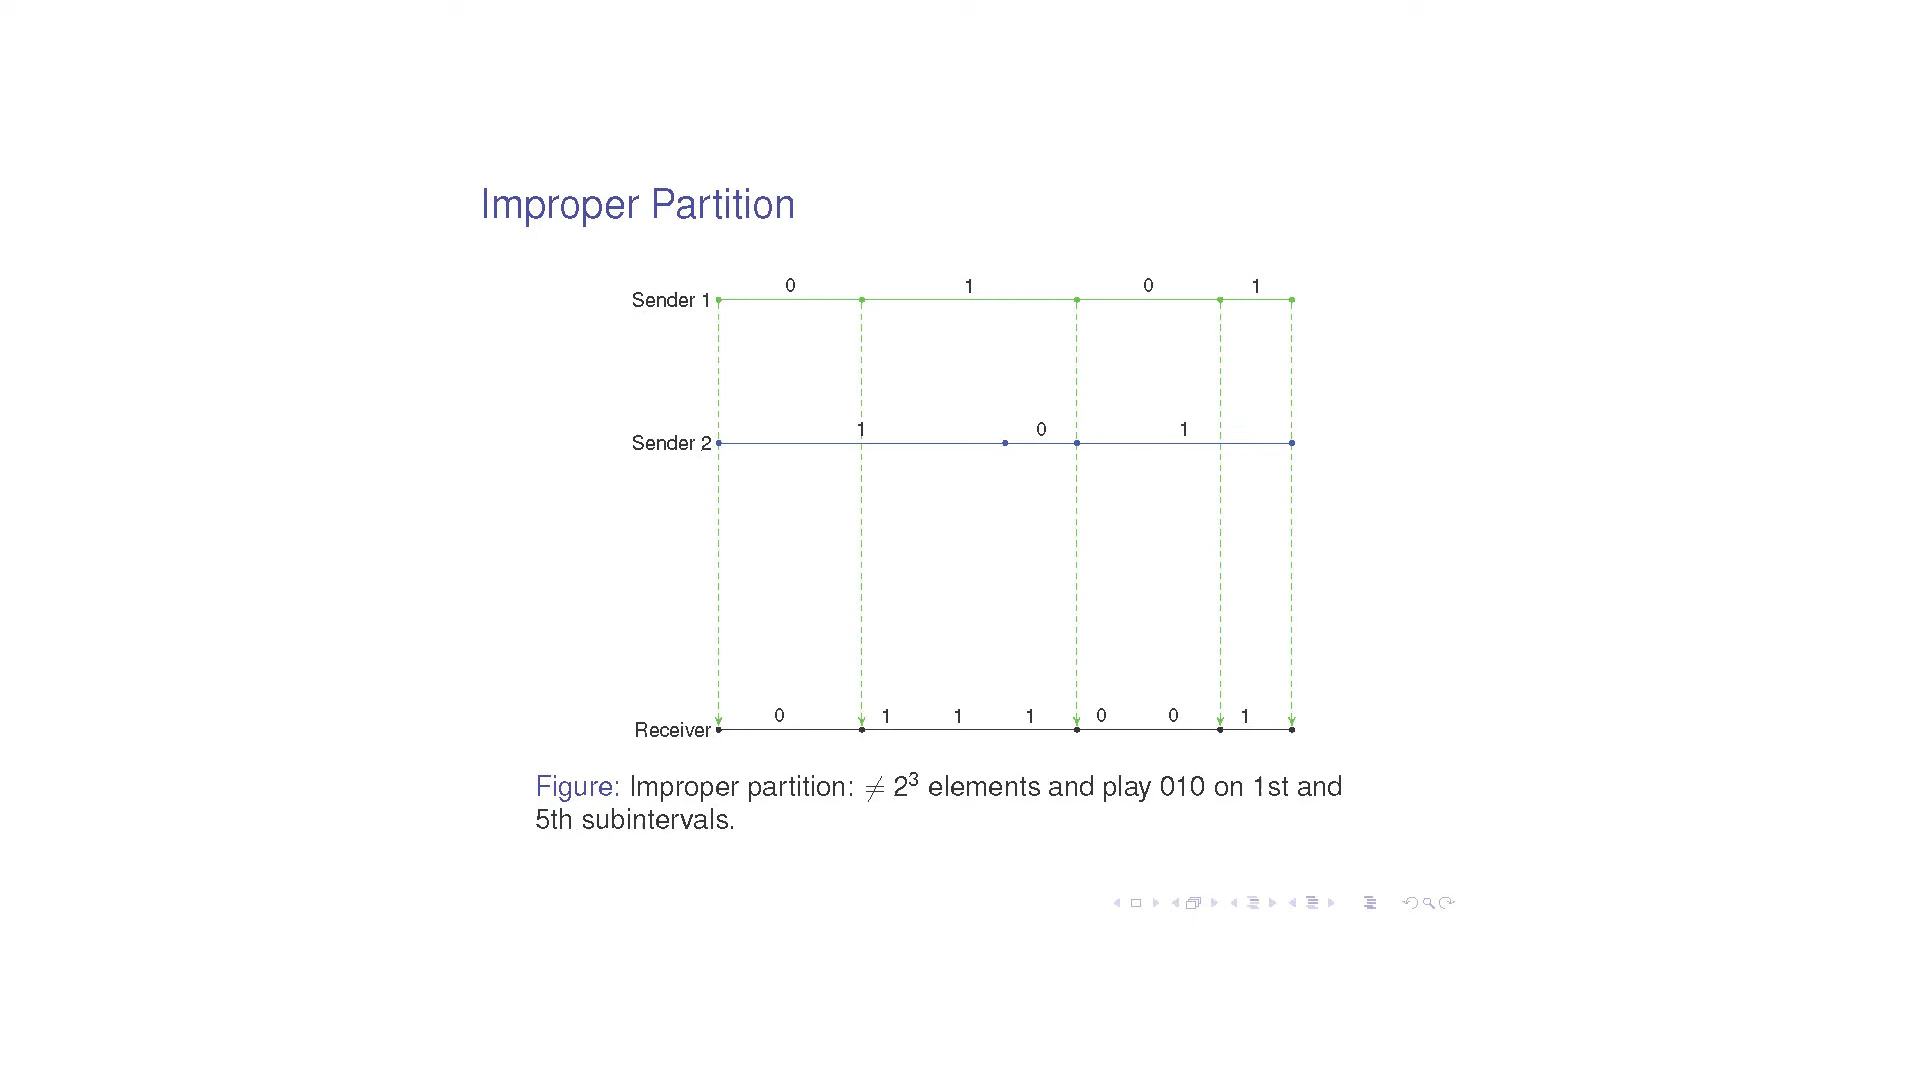 Improper Partition
0 1 0 1
Sender 1
1 0 1
Sender 2
0 1 1 1 0 0 1
Receiver
Figure: Improper partition: ≠ 2³ elements and play 010 on 1st and
5th subintervals.